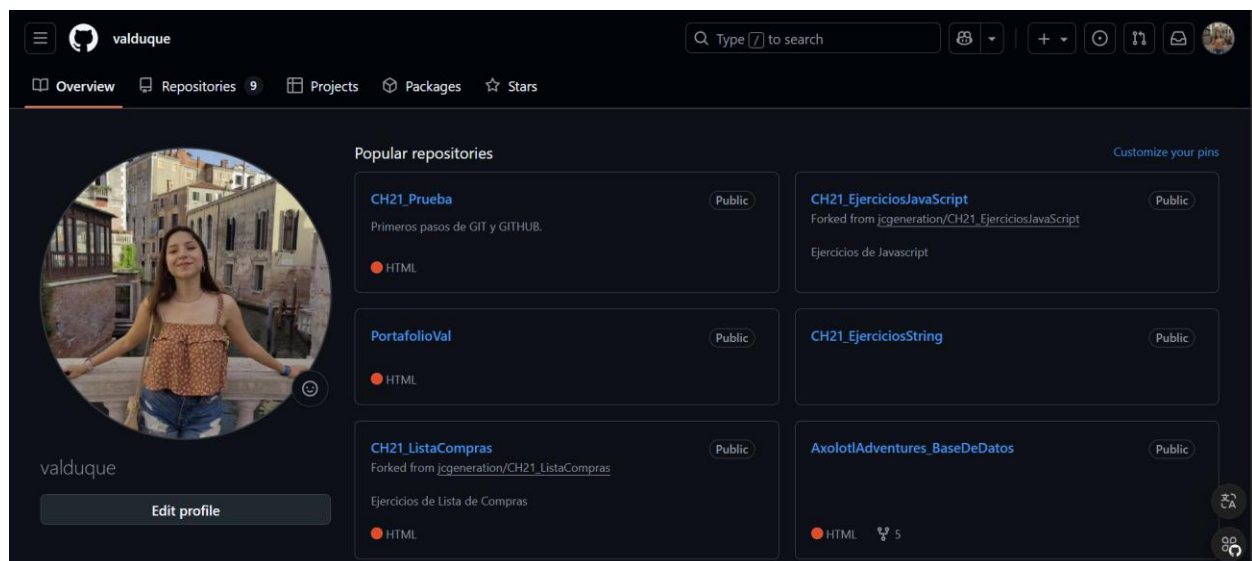 valduque
Type / to search
Overview
Repositories 9
Projects
Packages
Stars
Popular repositories
Customize your pins
CH21_Prueba
Public
Primeros pasos de GIT y GITHUB.
HTML
CH21_EjerciciosJavaScript
Public
Forked from jcgeneration/CH21_EjerciciosJavaScript
Ejercicios de Javascript
PortafolioVal
Public
HTML
CH21_EjerciciosString
Public
CH21_ListaCompras
Public
Forked from jcgeneration/CH21_ListaCompras
Ejercicios de Lista de Compras
HTML
AxolotlAdventures_BaseDeDatos
Public
HTML 5
valduque
Edit profile